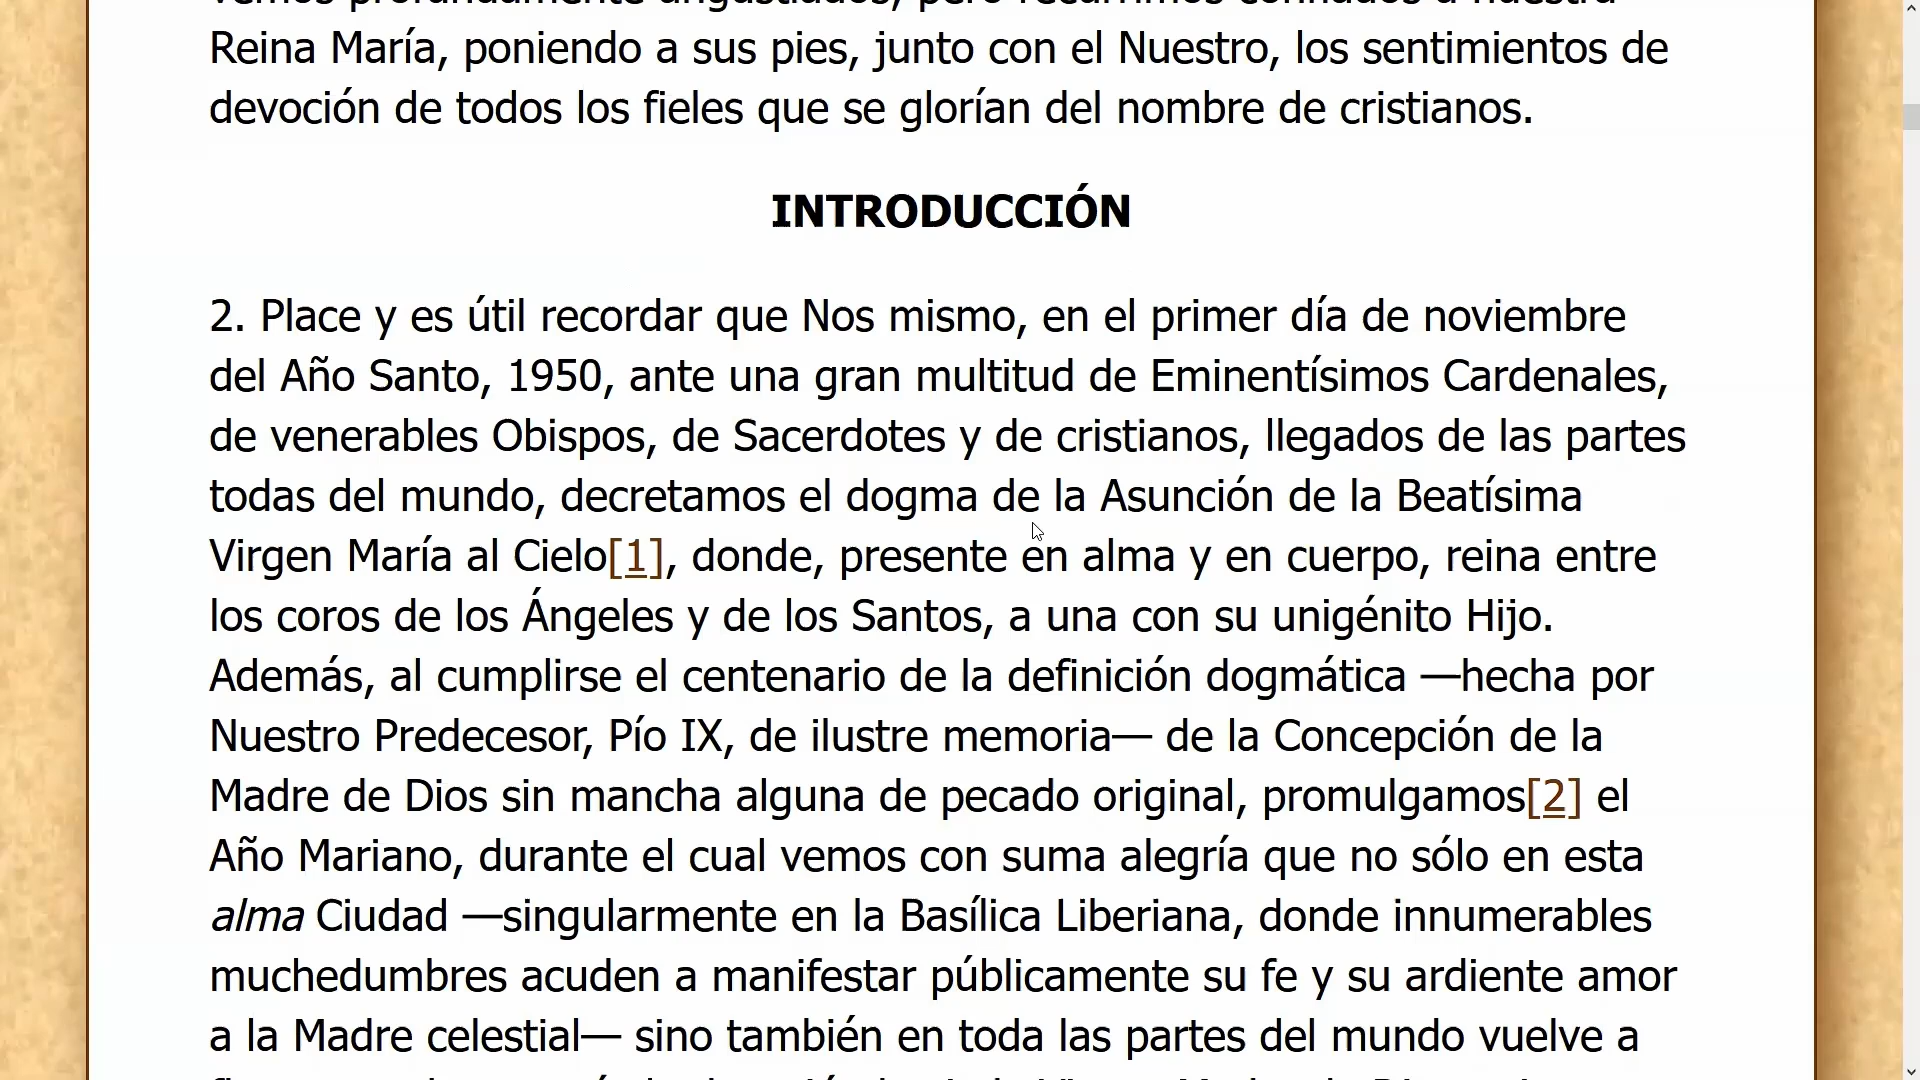 vemos profundamente angustiados, pero recurrimos confiados a nuestra
Reina María, poniendo a sus pies, junto con el Nuestro, los sentimientos de
devoción de todos los fieles que se glorían del nombre de cristianos.
INTRODUCCIÓN
2. Place y es útil recordar que Nos mismo, en el primer día de noviembre
del Año Santo, 1950, ante una gran multitud de Eminentísimos Cardenales,
de venerables Obispos, de Sacerdotes y de cristianos, llegados de las partes
todas del mundo, decretamos el dogma de la Asunción de la Beatísima
Virgen María al Cielo[1], donde, presente en alma y en cuerpo, reina entre
los coros de los Ángeles y de los Santos, a una con su unigénito Hijo.
Además, al cumplirse el centenario de la definición dogmática —hecha por
Nuestro Predecesor, Pío IX, de ilustre memoria— de la Concepción de la
Madre de Dios sin mancha alguna de pecado original, promulgamos[2] el
Año Mariano, durante el cual vemos con suma alegría que no sólo en esta
alma Ciudad —singularmente en la Basílica Liberiana, donde innumerables
muchedumbres acuden a manifestar públicamente su fe y su ardiente amor
a la Madre celestial— sino también en toda las partes del mundo vuelve a